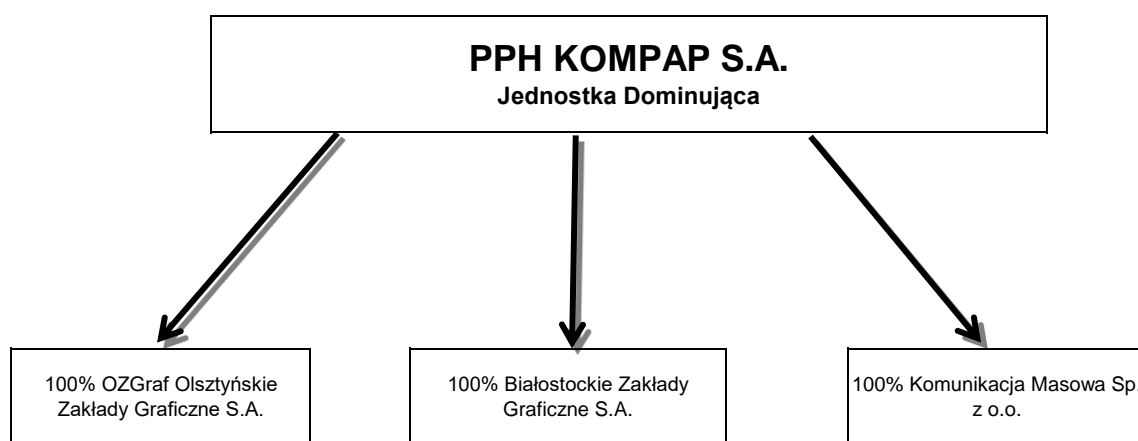 PPH KOMPAP S.A.
Jednostka Dominująca
100% OZGraf Olsztyńskie
Zakłady Graficzne S.A.
100% Białostockie Zakłady
Graficzne S.A.
100% Komunikacja Masowa Sp.
z o.o.